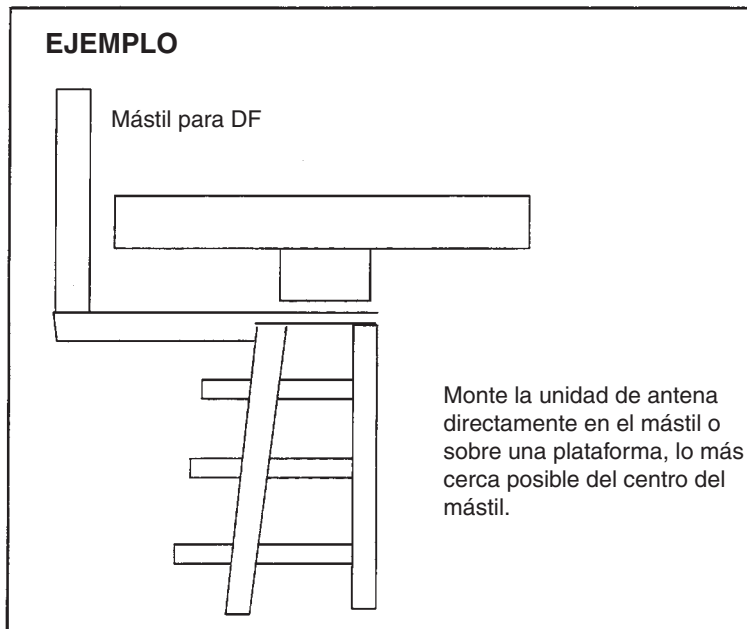 EJEMPLO
Mástil para DF
Monte la unidad de antena
directamente en el mástil o
sobre una plataforma, lo más
cerca posible del centro del
mástil.